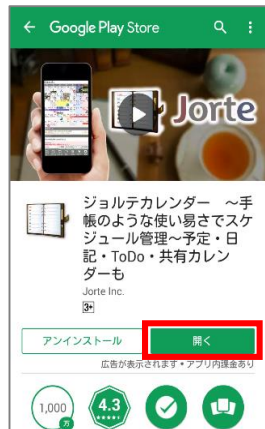 Google Play Store
Jorte
ジョルテカレンダー ～手
帳のような使い易さでスケ
ジュール管理～予定・日
記・ToDo・共有カレン
ダーも
Jorte Inc.
3+
アンインストール
開く
広告が表示されます • アプリ内課金あり
1,000
万
4.3